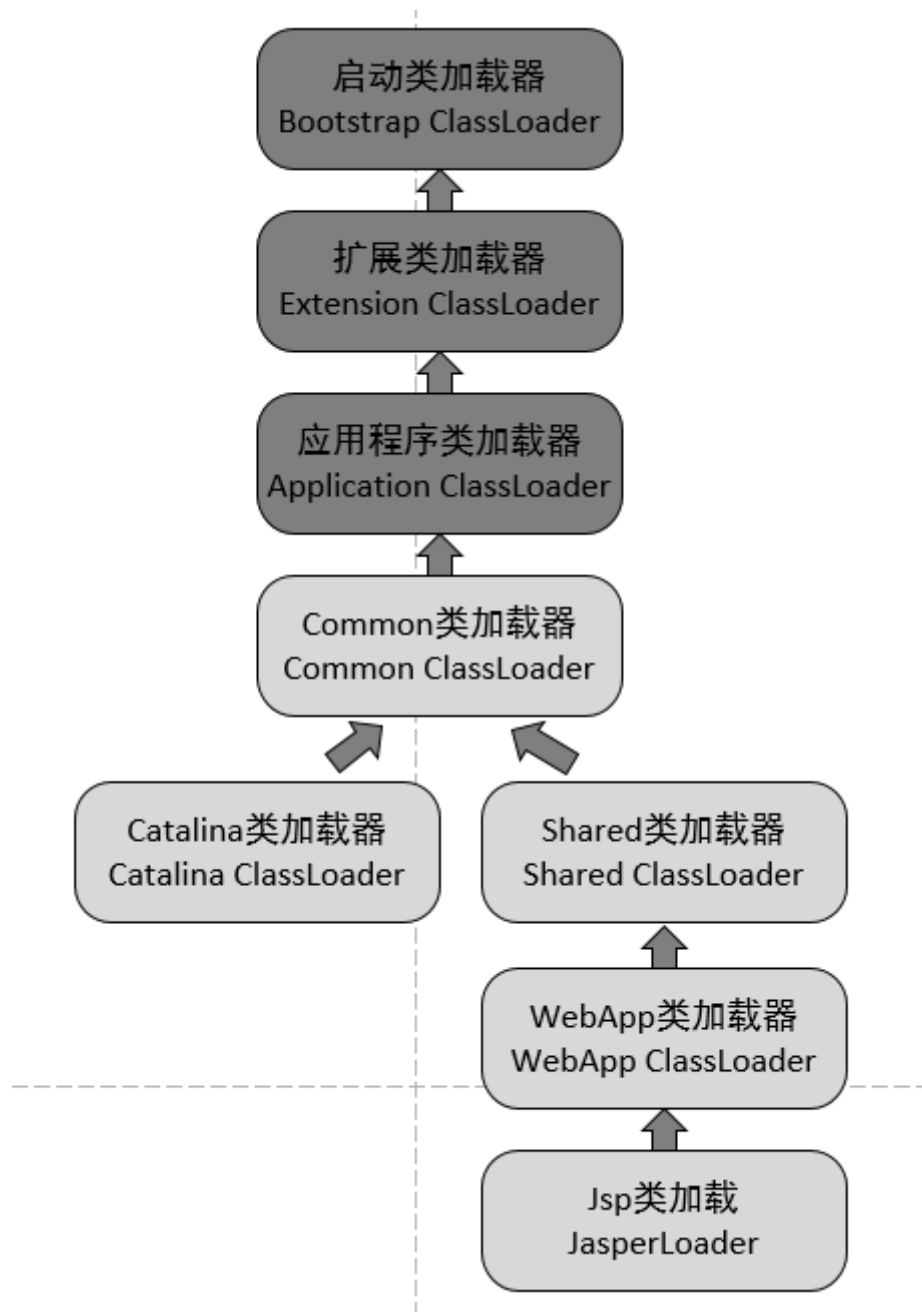 启动类加载器
Bootstrap ClassLoader
扩展类加载器
Extension ClassLoader
应用程序类加载器
Application ClassLoader
Common类加载器
Common ClassLoader
Catalina类加载器
Catalina ClassLoader
Shared类加载器
Shared ClassLoader
WebApp类加载器
WebApp ClassLoader
Jsp类加载
JasperLoader